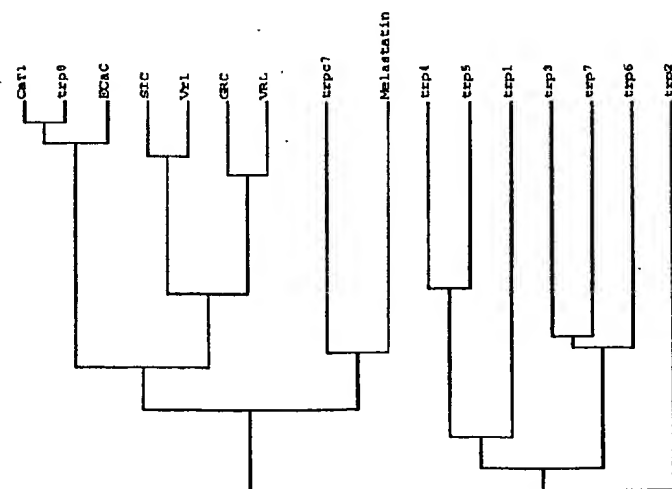 CaT1
trp8
ECaC
SIC
Vr1
GRC
VRL
trpc7
Melastatin
trp4
trp5
trp1
trp3
trp7
trp6
trp2